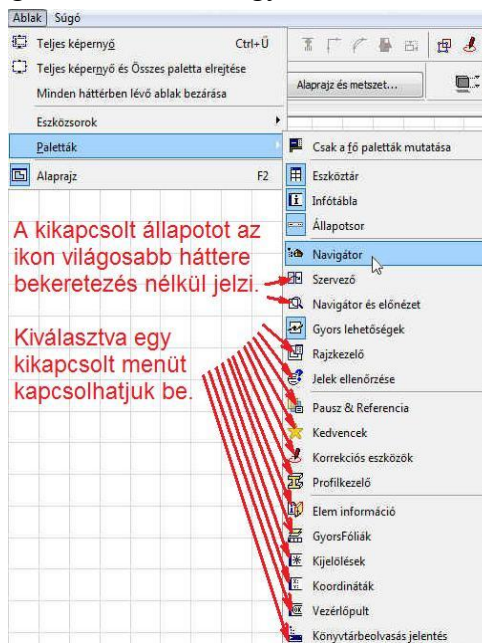 Ablak Súgó
Teljes képernyő Ctrl+Ű
Teljes képernyő és Összes paletta elrejtése
Minden háttérben lévő ablak bezárása
Eszközsorok
Paletták
Alaprajz F2
Alaprajz és metszet...
Csak a fő paletták mutatása
Eszköztár
Infótábla
Állapotsor
Navigátor
Szervező
Navigátor és előnézet
Gyors lehetőségek
Rajzkezelő
Jelek ellenőrzése
Pausz & Referencia
Kedvencek
Korrekciós eszközök
Profilkezelő
Elem információ
GyorsFóliák
Kijelölések
Koordináták
Vezérlőpult
Könyvtárbeolvasás jelentés
A kikapcsolt állapotot az
ikon világosabb háttere
bekeretezés nélkül jelzi.
Kiválasztva egy
kikapcsolt menüt
kapcsolhatjuk be.